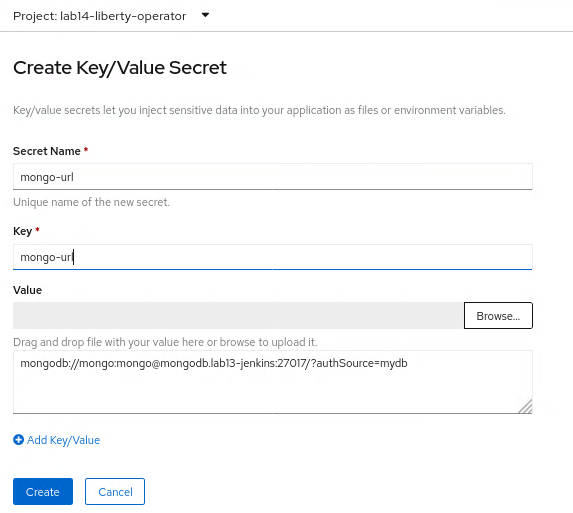 Project: lab14-liberty-operator
Create Key/Value Secret
Key/value secrets let you inject sensitive data into your application as files or environment variables.
Secret Name *
mongo-url
Unique name of the new secret.
Key *
mongo-url
Value
Browse...
Drag and drop file with your value here or browse to upload it.
mongodb://mongo:mongo@mongodb.lab13-jenkins:27017/?authSource=mydb
Add Key/Value
Create Cancel